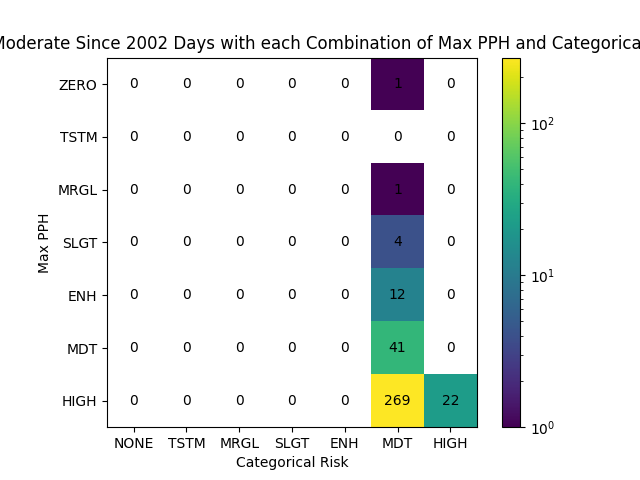 Moderate Since 2002 Days with each Combination of Max PPH and Categorica
ZERO 0 0 0 0 0 1 0
TSTM 0 0 0 0 0 0 0
MRGL 0 0 0 0 0 1 0
SLGT 0 0 0 0 0 4 0
ENH 0 0 0 0 0 12 0
MDT 0 0 0 0 0 41 0
HIGH 0 0 0 0 0 269 22
NONE TSTM MRGL SLGT ENH MDT HIGH
Categorical Risk
Max PPH
10²
10¹
10⁰